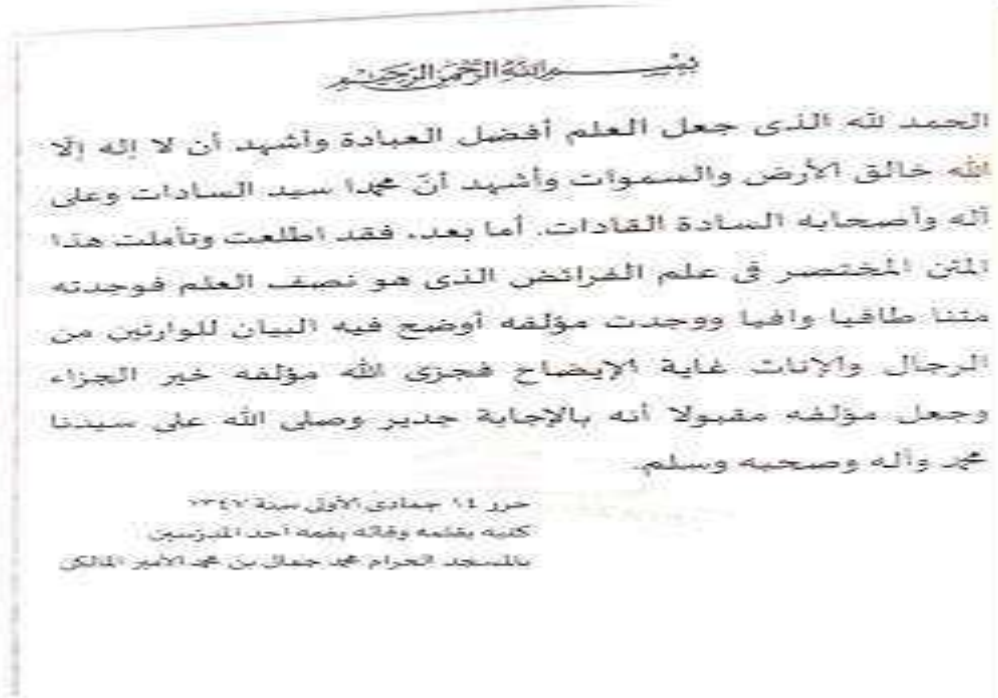 بسم الله الرحمن الرحيم
الحمد لله الذى جعل العلم أفضل العبادة وأشهد أن لا إله إلّا
الله خالق الأرض والسموات وأشهد أنّ محمدا سيد السادات وعلى
آله وأصحابه السادة القادات. أما بعد، فقد اطلعت وتأملت هذا
المتن المختصر فى علم الفرائض الذى هو نصف العلم فوجدته
متنا طافيا وافيا ووجدت مؤلفه أوضح فيه البيان للوارثين من
الرجال والإناث غاية الإيضاح فجزى الله مؤلفه خير الجزاء
وجعل مؤلفه مقبولا أنه بالإجابة جدير وصلى الله على سيدنا
محمد وآله وصحبه وسلم.
حرر ١٤ جمادى الأولى سنة
كتبه بقلمه وقاله بفمه أحد المدرّسين
بالمسجد الحرام محمد جمال بن محمد الأمير المالكى